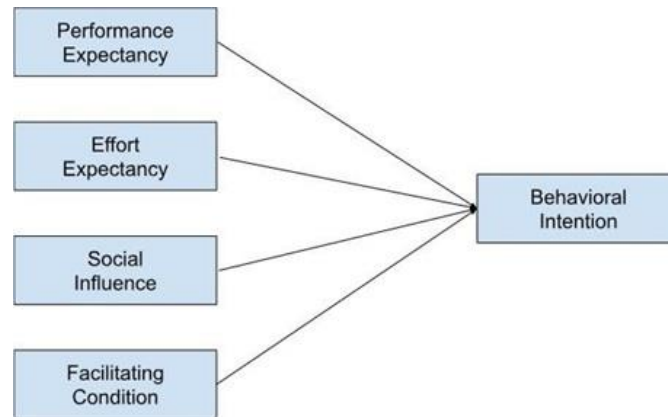 Performance
Expectancy
Effort
Expectancy
Social
Influence
Facilitating
Condition
Behavioral
Intention